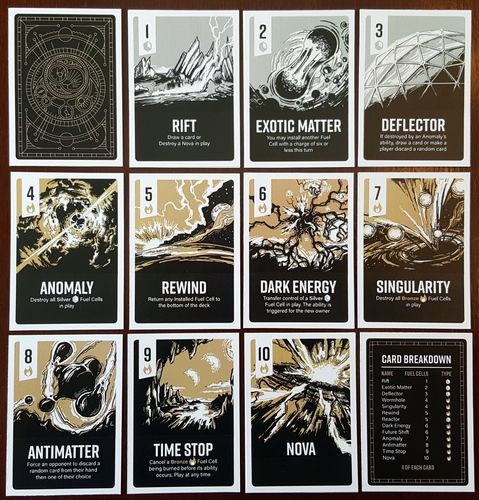 1
RIFT
Draw a card or
Destroy a Nova in play
2
EXOTIC MATTER
You may install another Fuel
Cell with a charge of six or
less this turn
3
DEFLECTOR
If destroyed by an Anomaly's
ability, draw a card or make a
player discard a random card
4
ANOMALY
Destroy all Silver Fuel Cells
in play
5
REWIND
Return any Installed Fuel Cell to
the bottom of the deck
6
DARK ENERGY
Transfer control of a Silver
Fuel Cell in play. The ability is
triggered for the new owner
7
SINGULARITY
Destroy all Bronze Fuel Cells
in play
8
ANTIMATTER
Force an opponent to discard a
random card from their hand
then one of their choice
9
TIME STOP
Cancel a Bronze Fuel Cell
being burned before its ability
occurs. Play at any time
10
NOVA
CARD BREAKDOWN
NAME FUEL CELLS TYPE
Rift 1
Exotic Matter 2
Deflector 3
Wormhole 4
Singularity 4
Rewind 5
Reactor 5
Dark Energy 6
Future Shift 6
Anomaly 7
Antimatter 8
Time Stop 9
Nova 10
4 OF EACH CARD